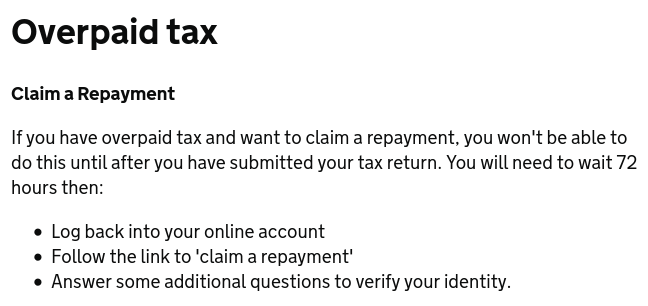 Overpaid tax
Claim a Repayment
If you have overpaid tax and want to claim a repayment, you won't be able to
do this until after you have submitted your tax return. You will need to wait 72
hours then:
• Log back into your online account
• Follow the link to 'claim a repayment'
• Answer some additional questions to verify your identity.